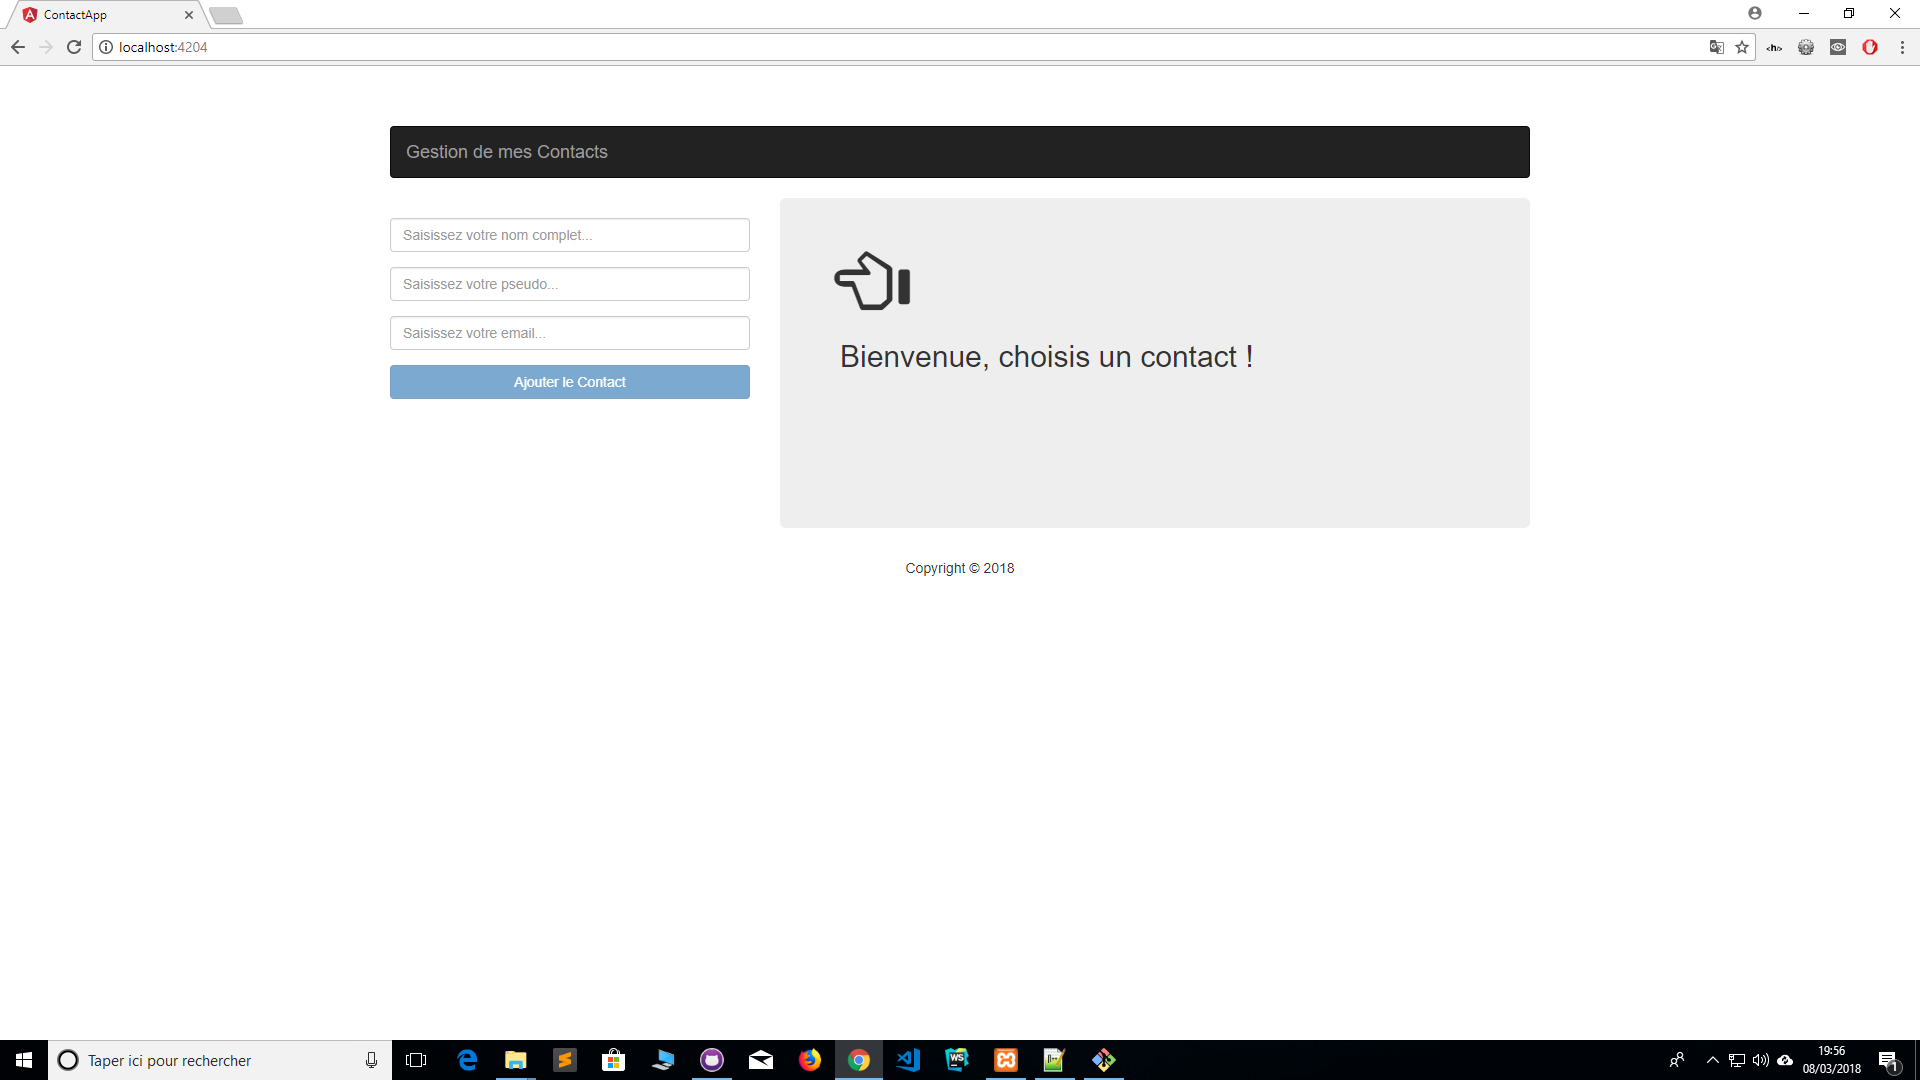 ContactApp
localhost:4204
Gestion de mes Contacts
Saisissez votre nom complet...
Saisissez votre pseudo...
Saisissez votre email...
Ajouter le Contact
Bienvenue, choisis un contact !
Copyright © 2018
Taper ici pour rechercher
19:56
08/03/2018
1